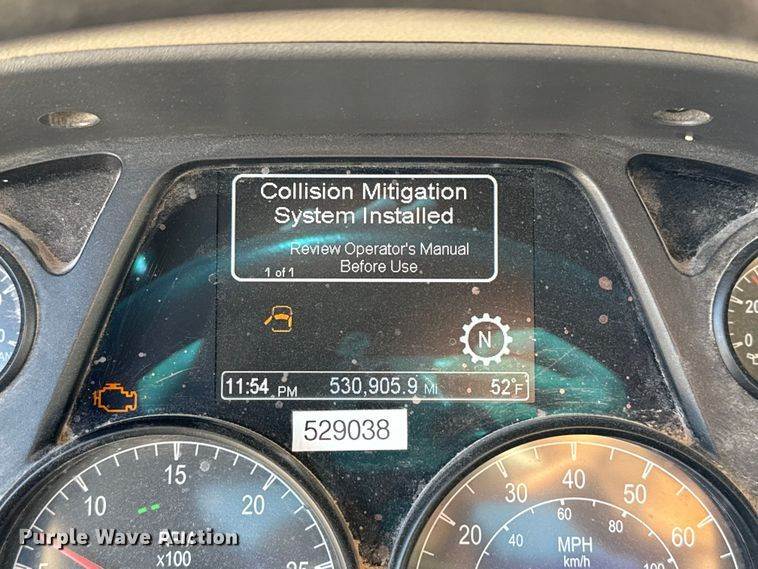 Collision Mitigation
System Installed
Review Operator's Manual
1 of 1
Before Use
N
11:54 PM
530,905.9 Mi
52°F
529038
10
15
20
25
x100
20
30
40
50
60
40
60
80
100
MPH
km/h
20
0
Purple Wave Auction